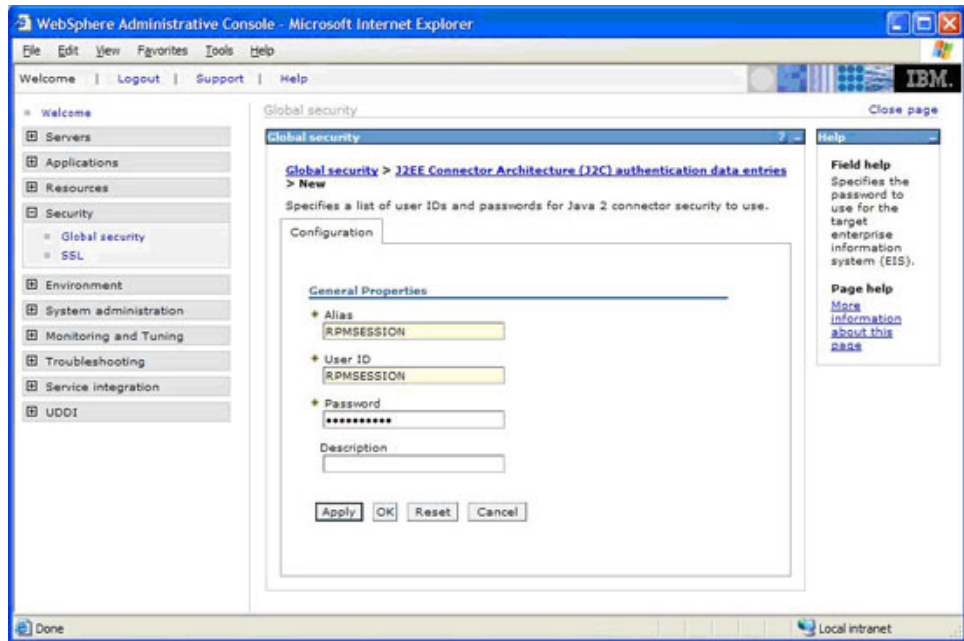 WebSphere Administrative Console - Microsoft Internet Explorer
File Edit View Favorites Tools Help
Welcome | Logout | Support | Help
IBM.
Welcome
Servers
Applications
Resources
Security
Global security
SSL
Environment
System administration
Monitoring and Tuning
Troubleshooting
Service integration
UDDI
Global security
Close page
Global security ? -
Global security > J2EE Connector Architecture (J2C) authentication data entries
> New
Specifies a list of user IDs and passwords for Java 2 connector security to use.
Configuration
General Properties
Alias
RPMSESSION
User ID
RPMSESSION
Password
••••••••••
Description
Apply OK Reset Cancel
Help -
Field help
Specifies the
password to
use for the
target
enterprise
information
system (EIS).
Page help
More
information
about this
page
Done
Local intranet